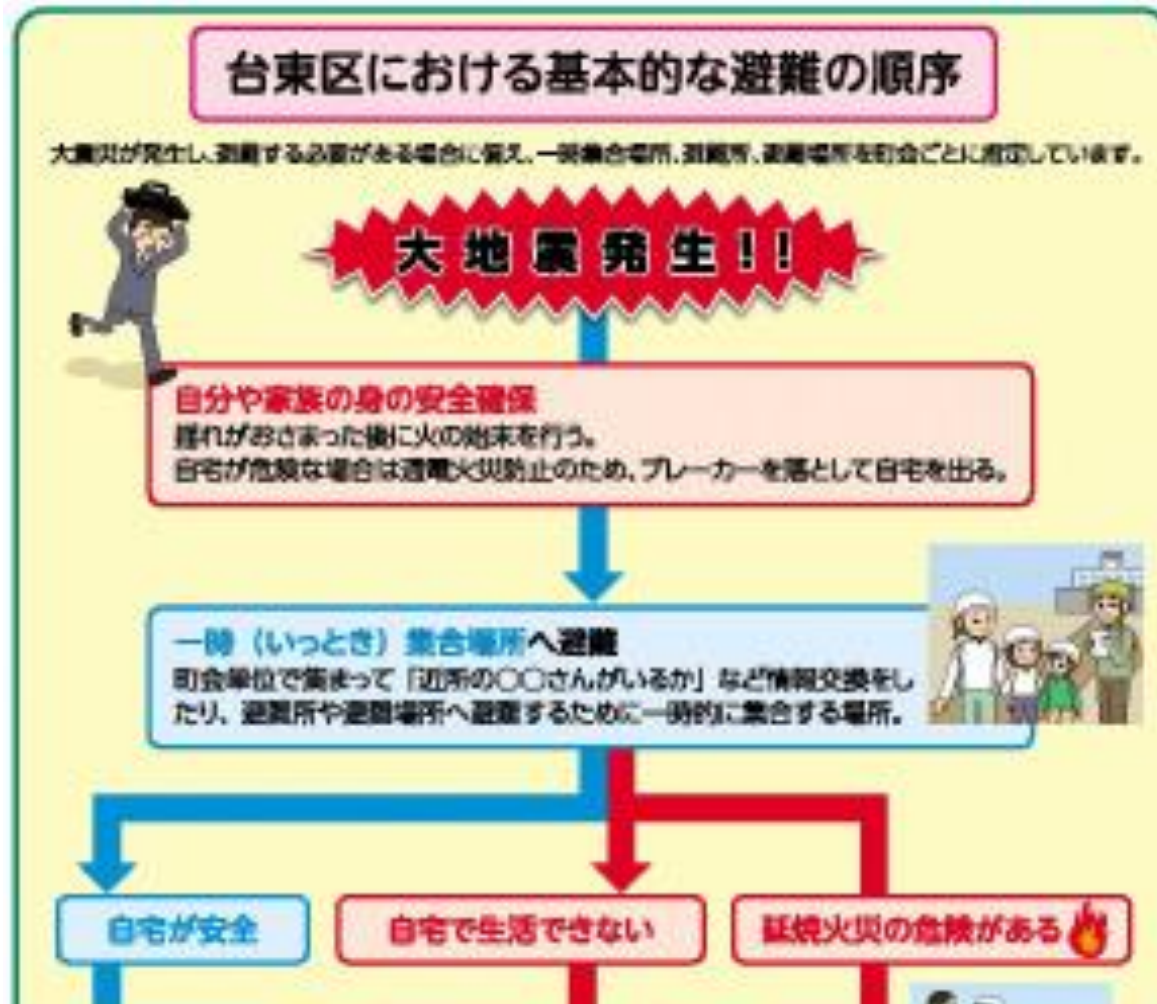 台東区における基本的な避難の順序
大震災が発生し、避難する必要がある場合に備え、一時集合場所、避難所、避難場所を町会ごとに指定しています。
大地震発生!!
自分や家族の身の安全確保
揺れがおさまった後に火の始末を行う。
自宅が危険な場合は通電火災防止のため、ブレーカーを落として自宅を出る。
一時（いっとき）集合場所へ避難
町会単位で集まって「近所の○○さんがいるか」など情報交換をし
たり、避難所や避難場所へ避難するために一時的に集合する場所。
自宅が安全
自宅で生活できない
延焼火災の危険がある